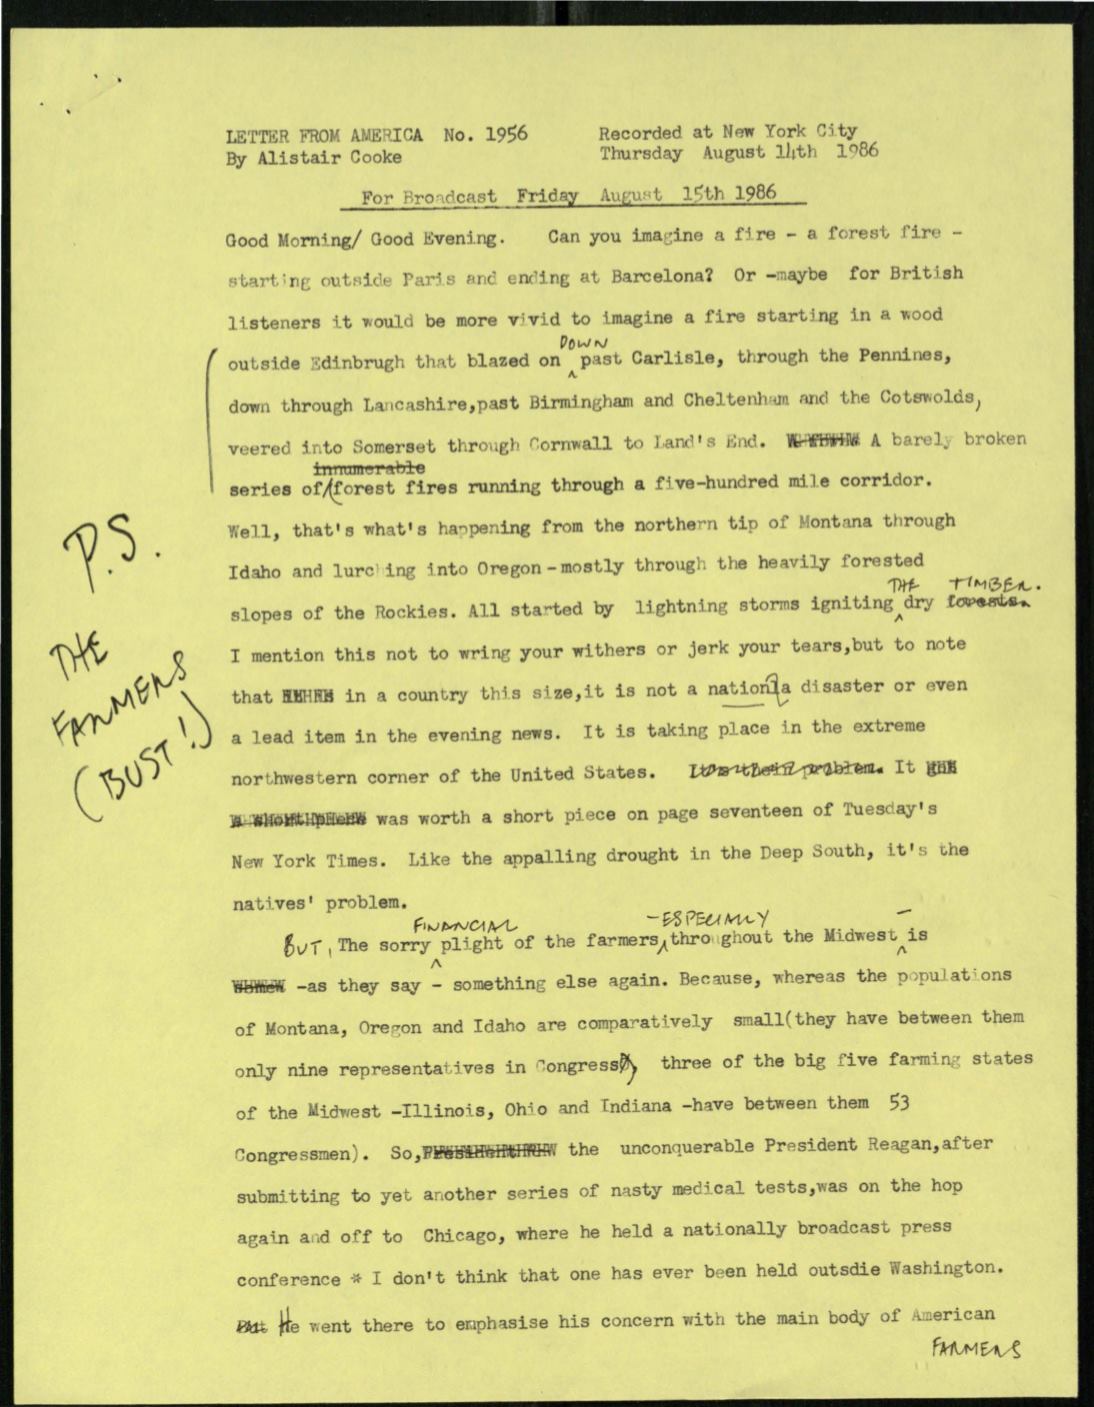 LETTER FROM AMERICA No. 1956 Recorded at New York City
By Alistair Cooke Thursday August 14th 1986
For Broadcast Friday August 15th 1986
Good Morning/ Good Evening. Can you imagine a fire - a forest fire -
starting outside Paris and ending at Barcelona? Or -maybe for British
listeners it would be more vivid to imagine a fire starting in a wood
DOWN
outside Edinbrugh that blazed on past Carlisle, through the Pennines,
down through Lancashire,past Birmingham and Cheltenham and the Cotswolds,
veered into Somerset through Cornwall to Land's End. A barely broken
innumerable
series of/forest fires running through a five-hundred mile corridor.
Well, that's what's happening from the northern tip of Montana through
Idaho and lurching into Oregon - mostly through the heavily forested
THE TIMBER.
slopes of the Rockies. All started by lightning storms igniting dry forests.
I mention this not to wring your withers or jerk your tears,but to note
that in a country this size,it is not a nationla disaster or even
a lead item in the evening news. It is taking place in the extreme
northwestern corner of the United States. It's their problem. It
was worth a short piece on page seventeen of Tuesday's
New York Times. Like the appalling drought in the Deep South, it's the
natives' problem.
FINANCIAL -ESPECIALLY -
BUT, The sorry plight of the farmers, throughout the Midwest is
-as they say - something else again. Because, whereas the populations
of Montana, Oregon and Idaho are comparatively small(they have between them
only nine representatives in Congress), three of the big five farming states
of the Midwest -Illinois, Ohio and Indiana -have between them 53
Congressmen). So, the unconquerable President Reagan,after
submitting to yet another series of nasty medical tests,was on the hop
again and off to Chicago, where he held a nationally broadcast press
conference * I don't think that one has ever been held outsdie Washington.
But He went there to emphasise his concern with the main body of American
FARMERS
P.S.
THE
FARMERS
(BUST!)